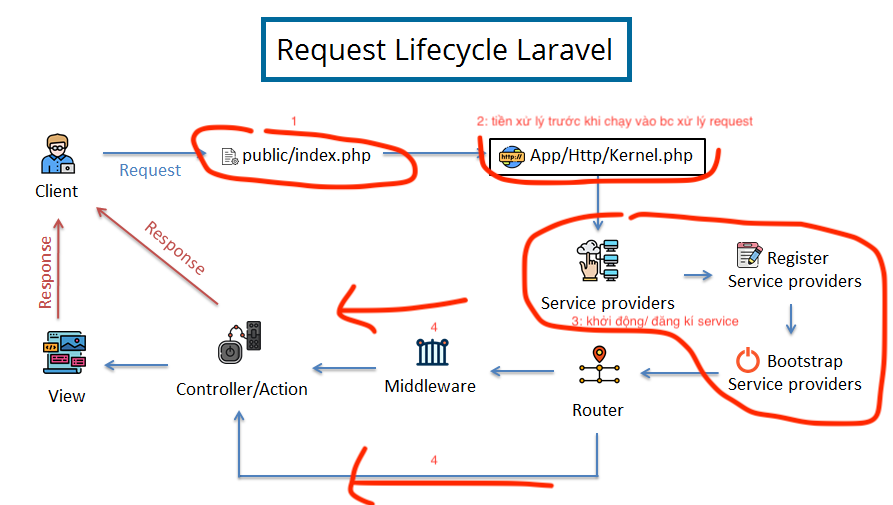 Request Lifecycle Laravel
1
2: tiền xử lý trước khi chạy vào bc xử lý request
Client
Request
public/index.php
http://
App/Http/Kernel.php
Response
Response
Service providers
Register
Service providers
3: khởi động/ đăng kí service
Bootstrap
Service providers
Router
4
Middleware
Controller/Action
View
4